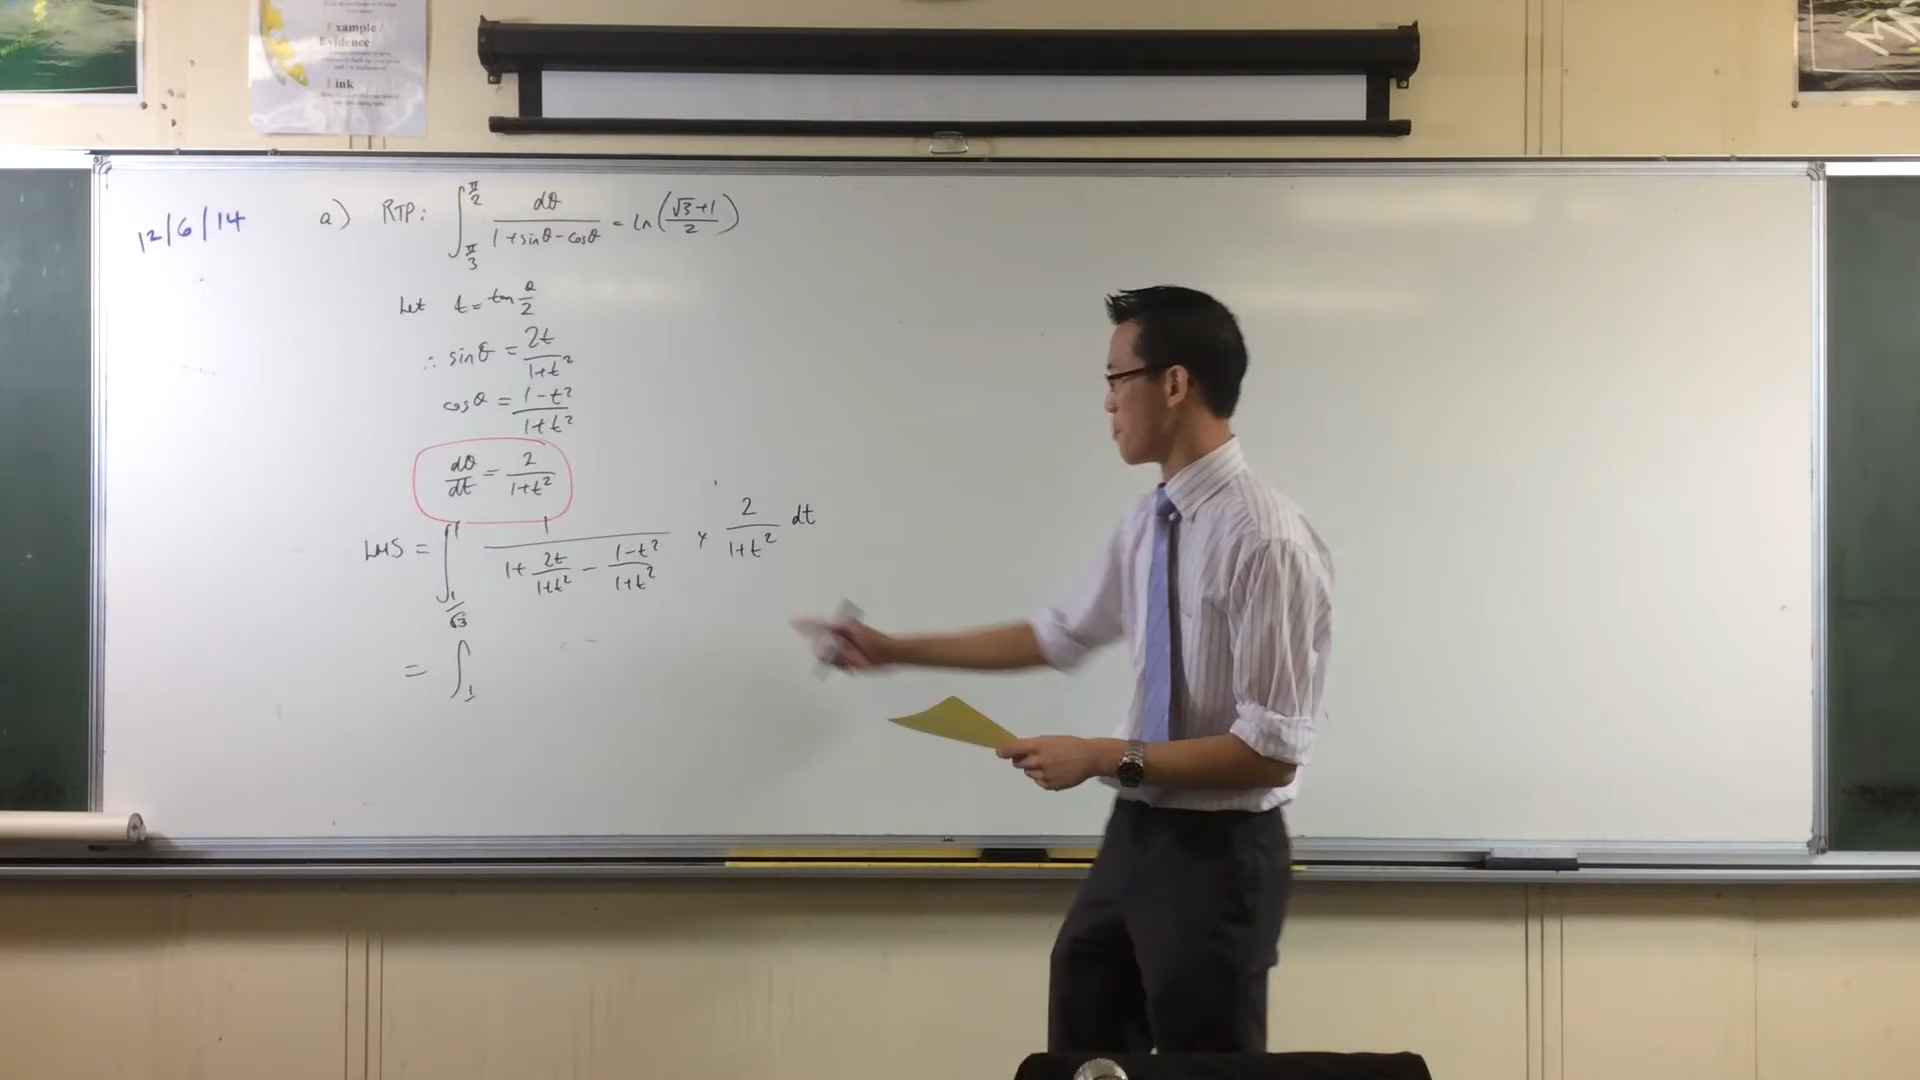 Example /
Evidence
Link
12/6/14
a) RTP: ∫_{π/3}^{π/2} dθ/(1+sinθ-cosθ) = ln((√3+1)/2)
Let t = tan θ/2
∴ sinθ = 2t/(1+t²)
cosθ = (1-t²)/(1+t²)
dθ/dt = 2/(1+t²)
LHS = ∫_{1/√3}^{1} 1/(1 + 2t/(1+t²) - (1-t²)/(1+t²)) × 2/(1+t²) dt
= ∫_1